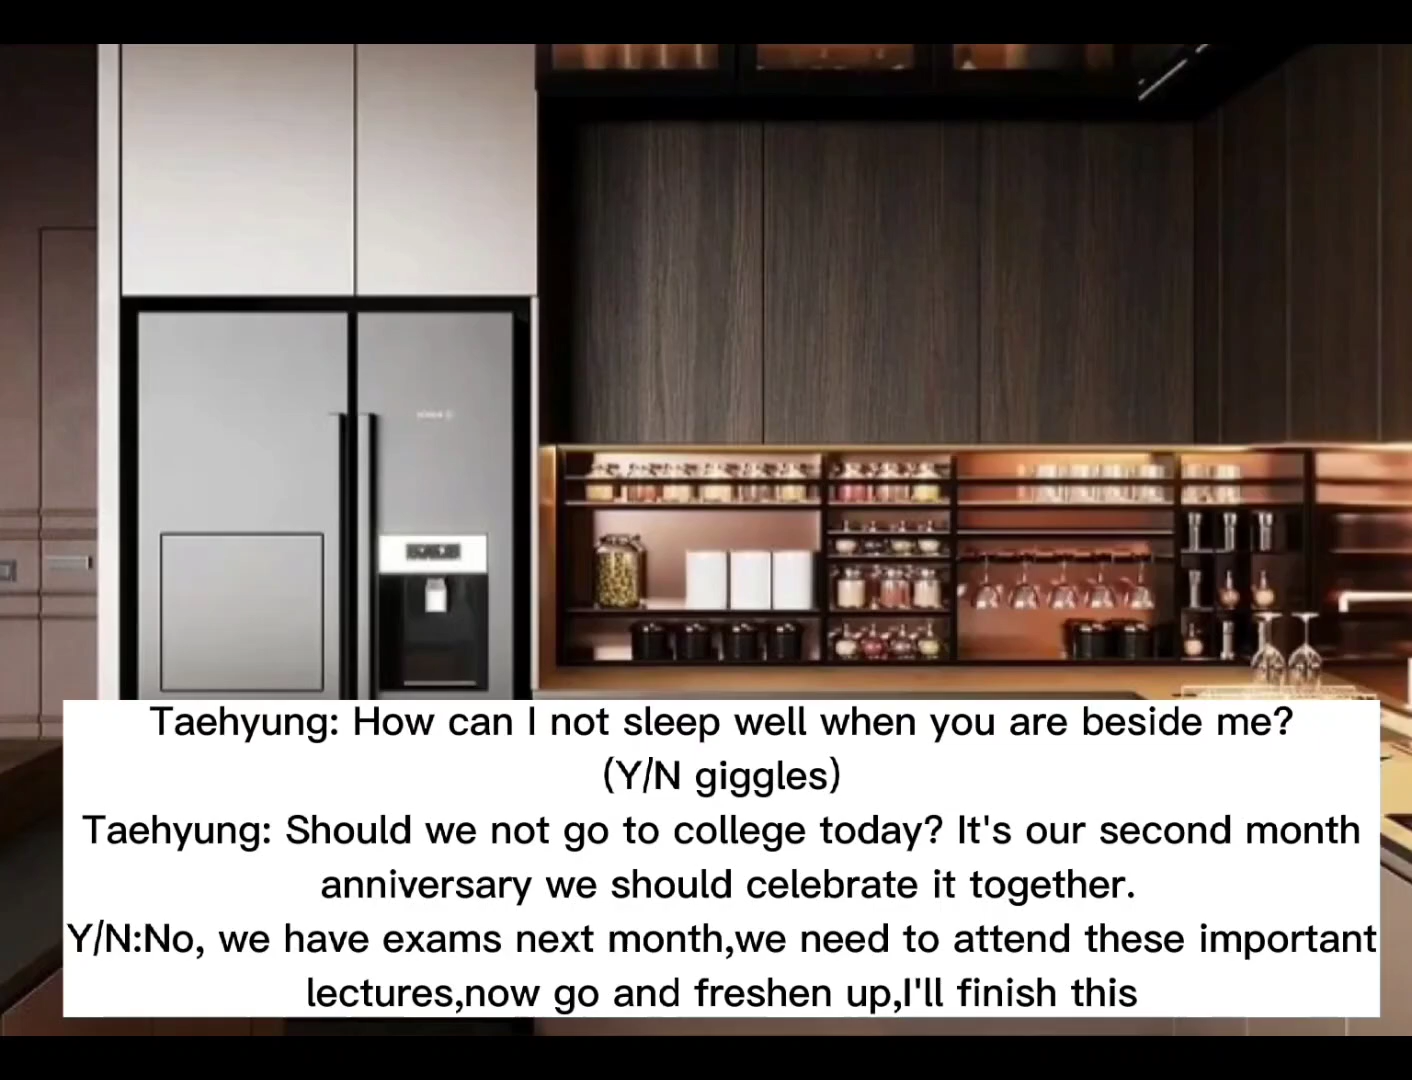 Taehyung: How can I not sleep well when you are beside me?
(Y/N giggles)
Taehyung: Should we not go to college today? It's our second month
anniversary we should celebrate it together.
Y/N:No, we have exams next month,we need to attend these important
lectures,now go and freshen up,I'll finish this